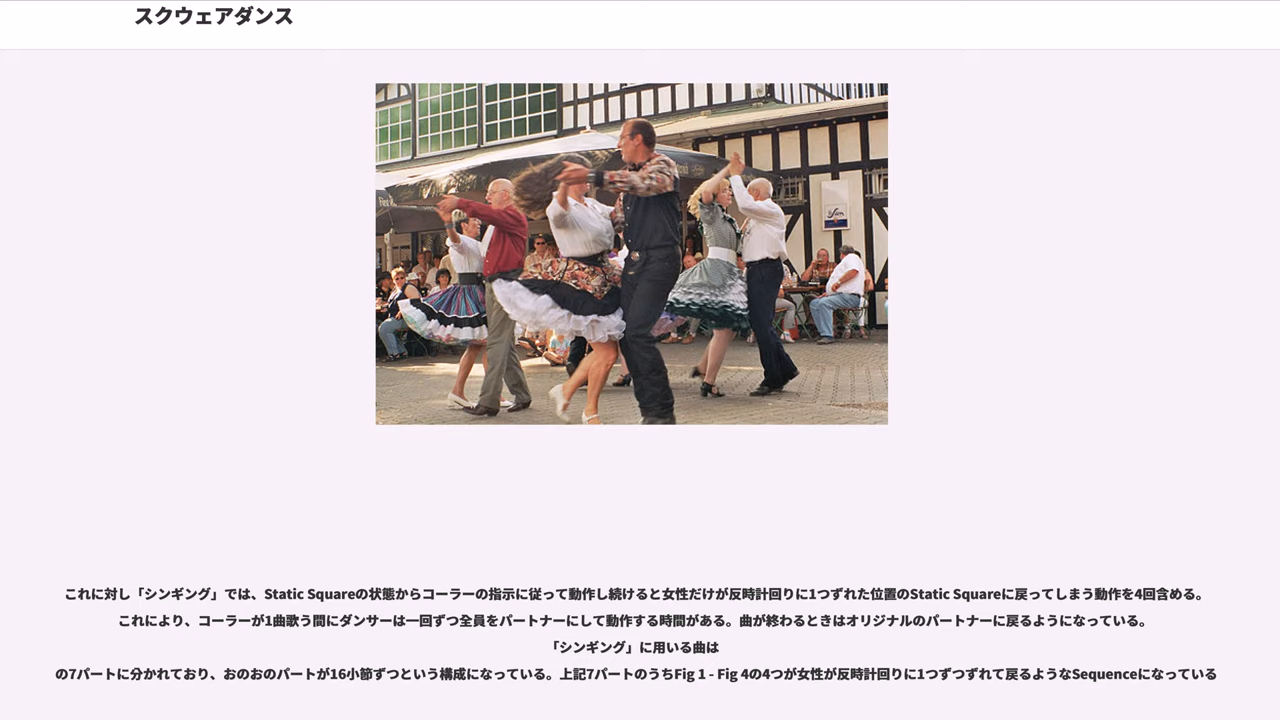 スクウェアダンス
これに対し「シンギング」では、Static Squareの状態からコーラーの指示に従って動作し続けると女性だけが反時計回りに1つずれた位置のStatic Squareに戻ってしまう動作を4回含める。
これにより、コーラーが1曲歌う間にダンサーは一回ずつ全員をパートナーにして動作する時間がある。曲が終わるときはオリジナルのパートナーに戻るようになっている。
「シンギング」に用いる曲は
の7パートに分かれており、おのおのパートが16小節ずつという構成になっている。上記7パートのうちFig 1 - Fig 4の4つが女性が反時計回りに1つずつずれて戻るようなSequenceになっている